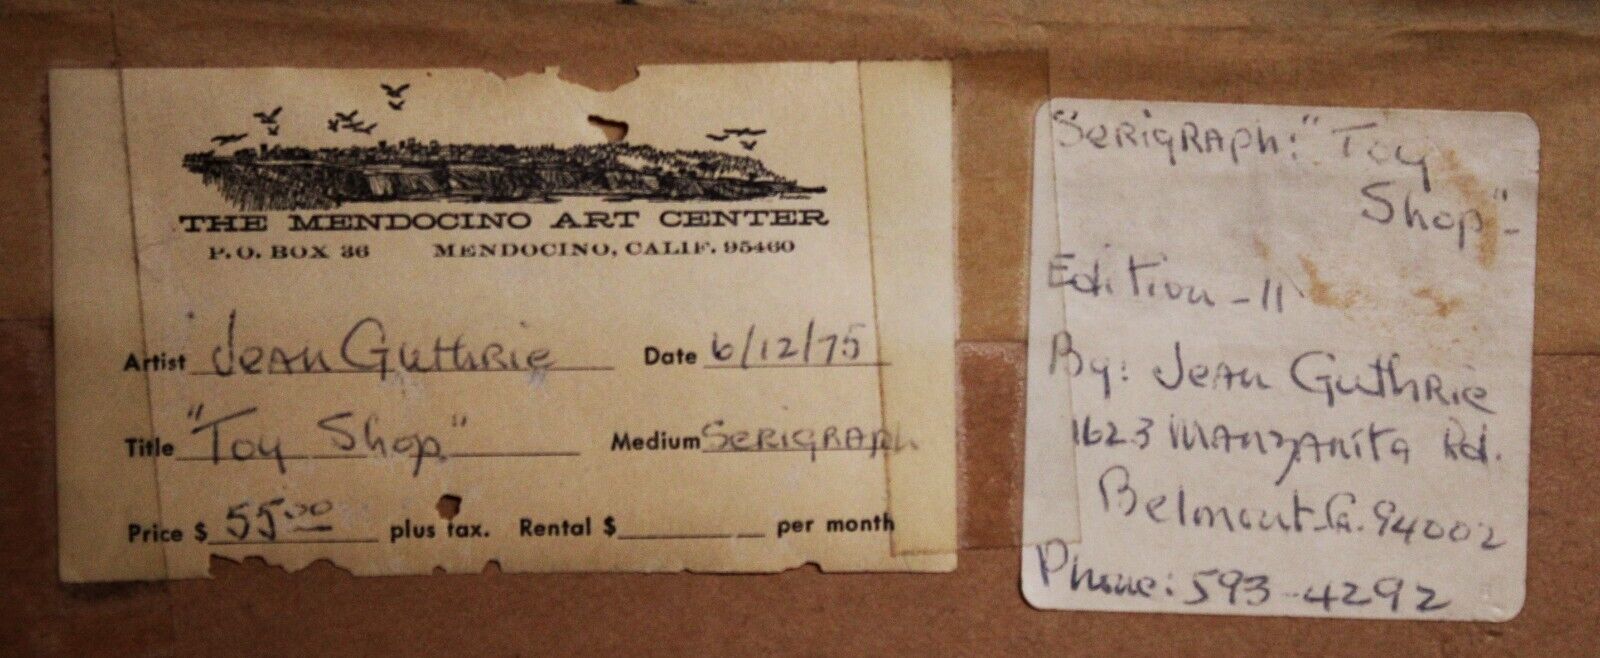 THE MENDOCINO ART CENTER
P.O. BOX 36 MENDOCINO, CALIF. 95460
Artist Jean Guthrie Date 6/12/75
Title "Toy Shop" Medium Serigraph
Price $ 55.00 plus tax. Rental $ per month
Serigraph: "Toy
Shop"-
Edition - 11
By: Jean Guthrie
1623 Manzanita Rd.
Belmont Ca. 94002
Phone: 593-4292